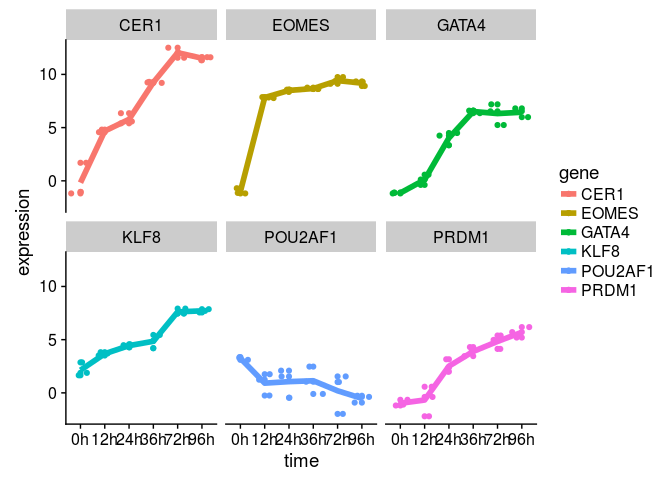 CER1 EOMES GATA4
10
5
0
KLF8 POU2AF1 PRDM1
10
5
0
0h 12h 24h 36h 72h 96h 0h 12h 24h 36h 72h 96h 0h 12h 24h 36h 72h 96h
time
expression
gene
CER1
EOMES
GATA4
KLF8
POU2AF1
PRDM1